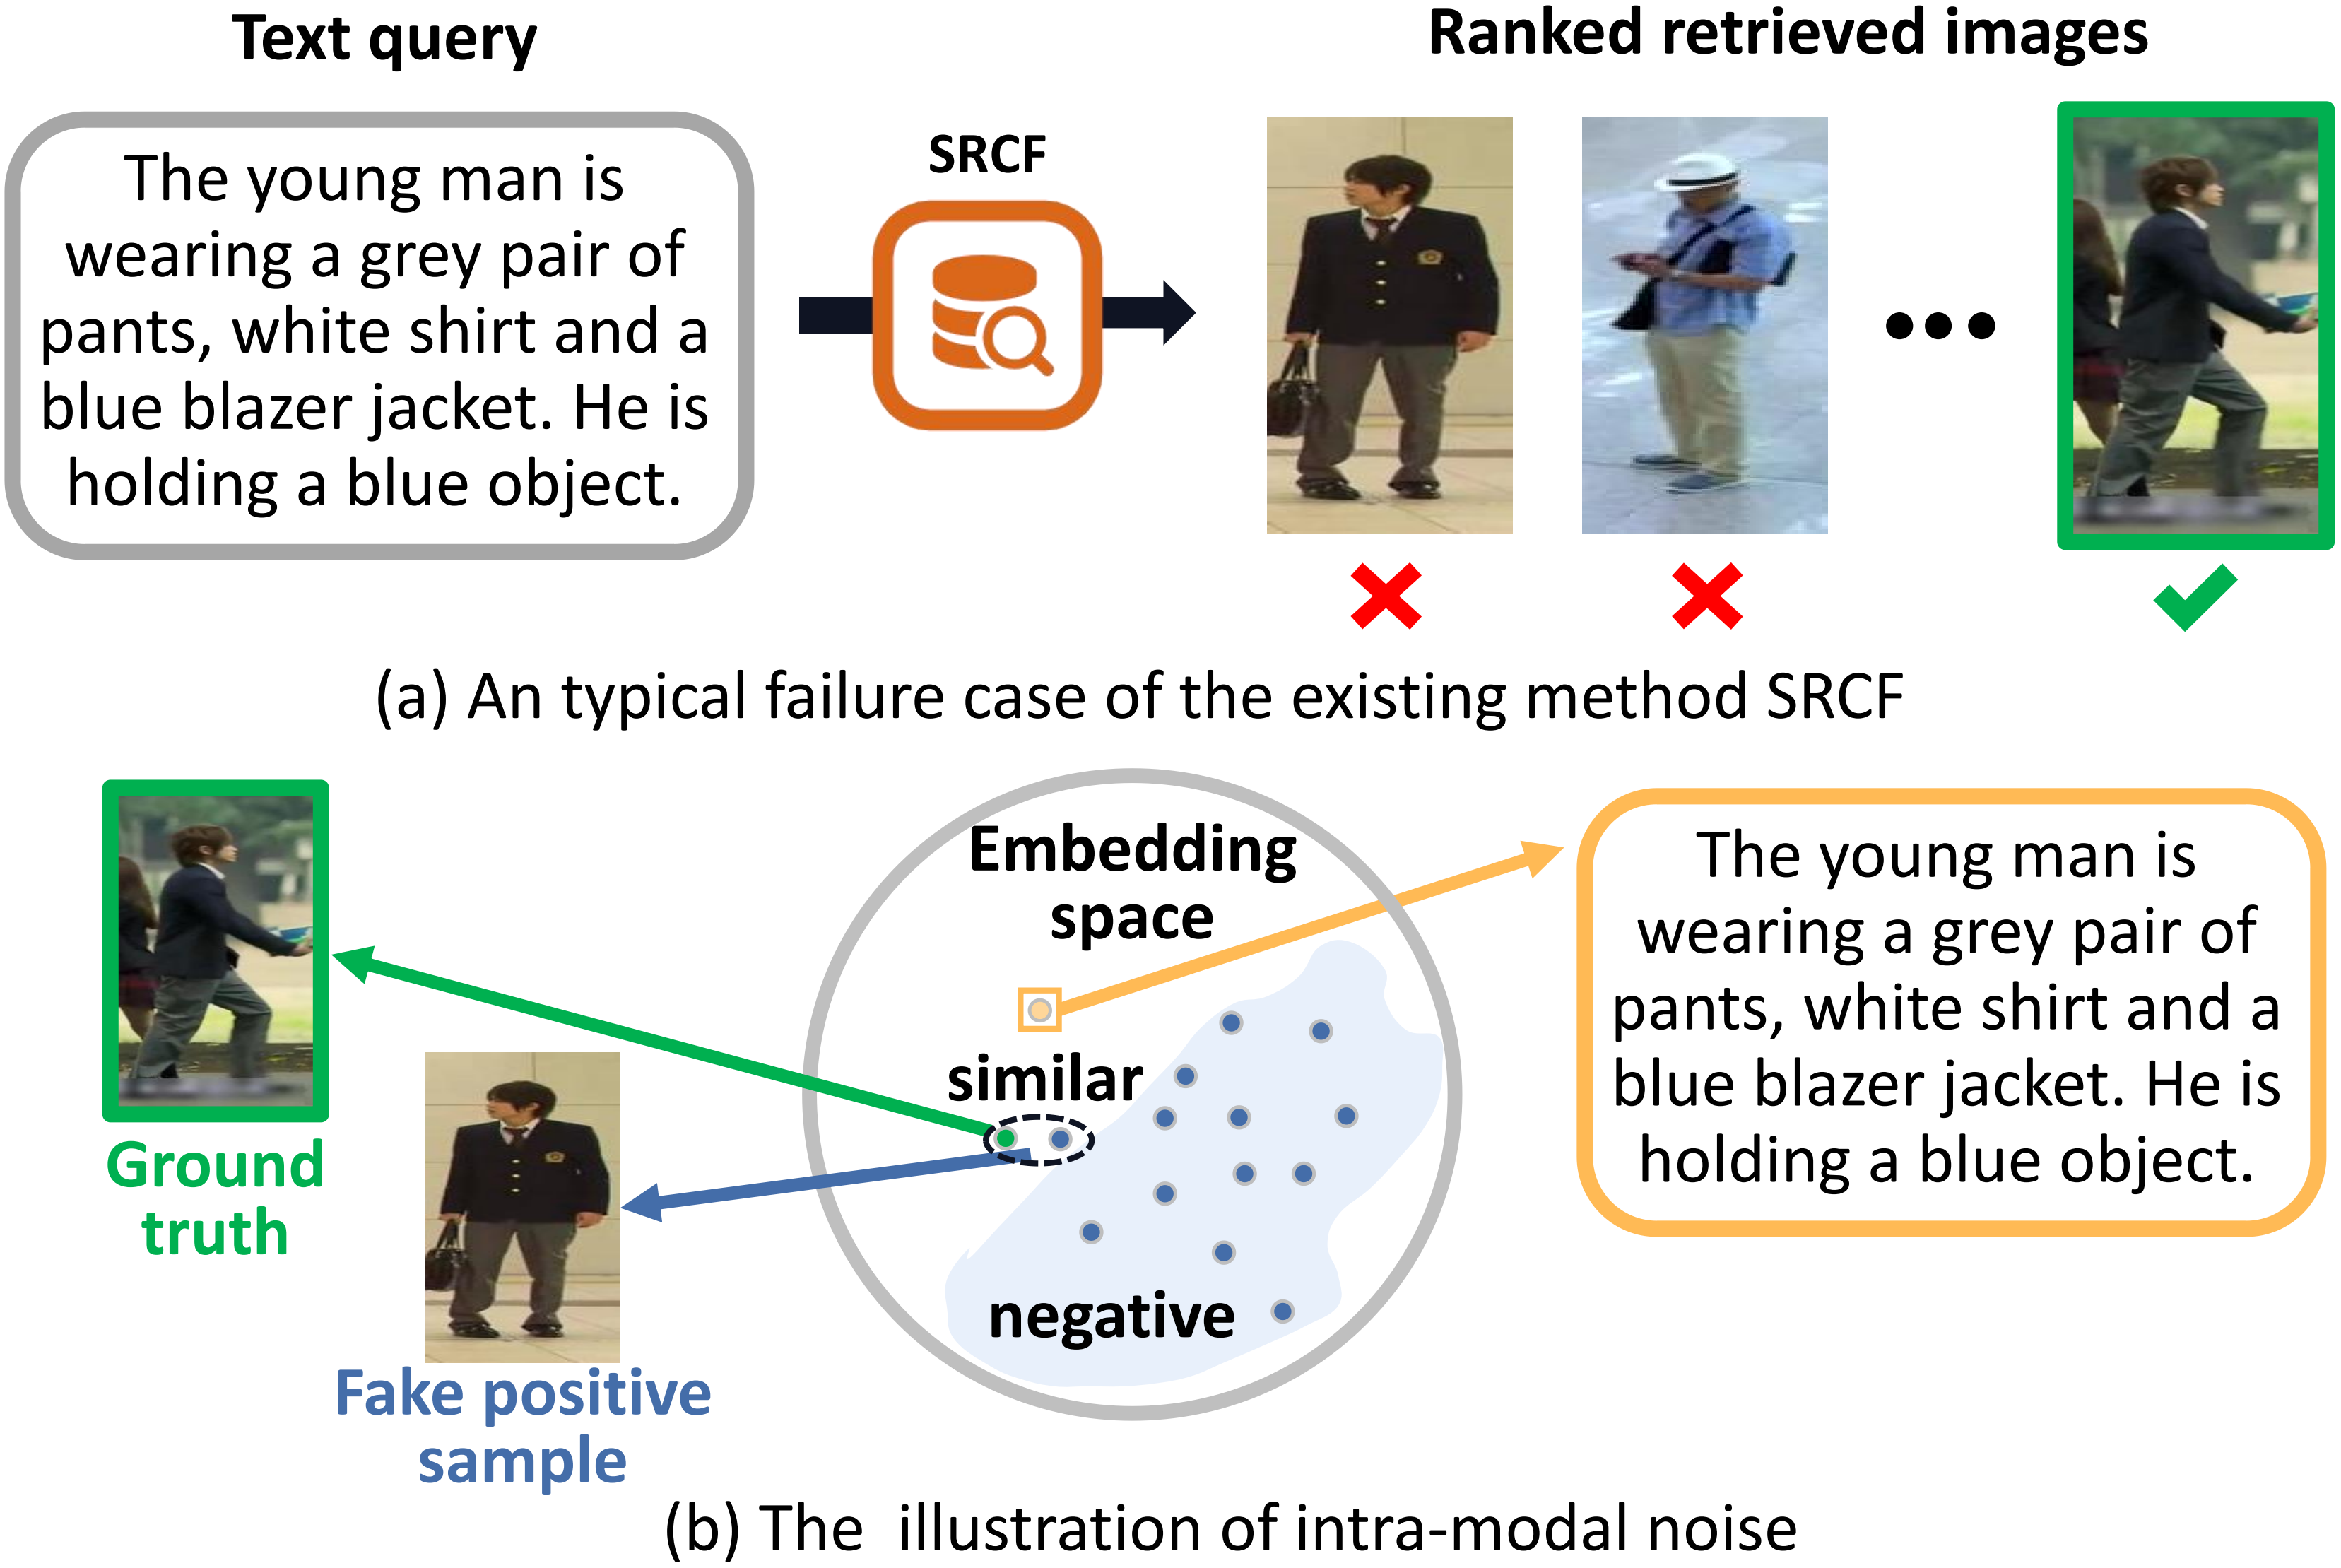 Text query
Ranked retrieved images
The young man is
wearing a grey pair of
pants, white shirt and a
blue blazer jacket. He is
holding a blue object.
SRCF
(a) An typical failure case of the existing method SRCF
Embedding
space
similar
negative
Ground
truth
Fake positive
sample
The young man is
wearing a grey pair of
pants, white shirt and a
blue blazer jacket. He is
holding a blue object.
(b) The illustration of intra-modal noise